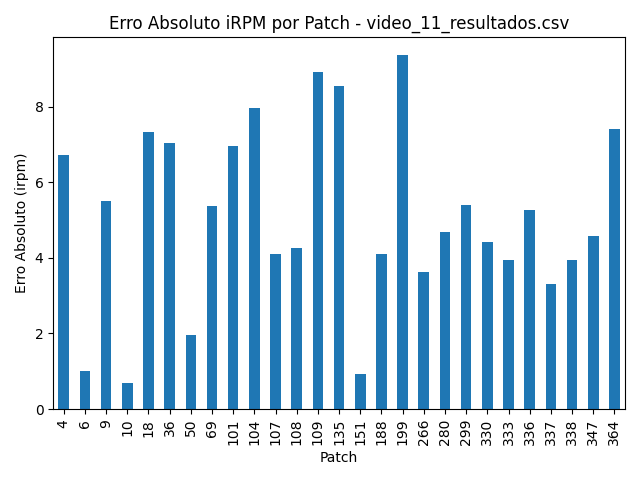 Erro Absoluto iRPM por Patch - video_11_resultados.csv
Erro Absoluto (irpm)
8
6
4
2
0
4 6 9 10 18 36 50 69 101 104 107 108 109 135 151 188 199 266 280 299 330 333 336 337 338 347 364
Patch